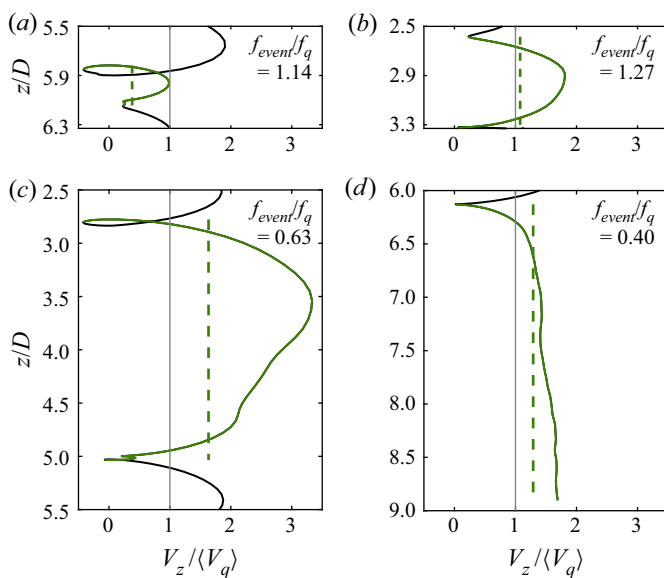 (a)
f_event/f_q
= 1.14
5.5
5.9
6.3
z/D
0 1 2 3
(b)
f_event/f_q
= 1.27
2.5
2.9
3.3
0 1 2 3
(c)
f_event/f_q
= 0.63
2.5
3.0
3.5
4.0
4.5
5.0
5.5
z/D
0 1 2 3
V_z/⟨V_q⟩
(d)
f_event/f_q
= 0.40
6.0
6.5
7.0
7.5
8.0
8.5
9.0
0 1 2 3
V_z/⟨V_q⟩